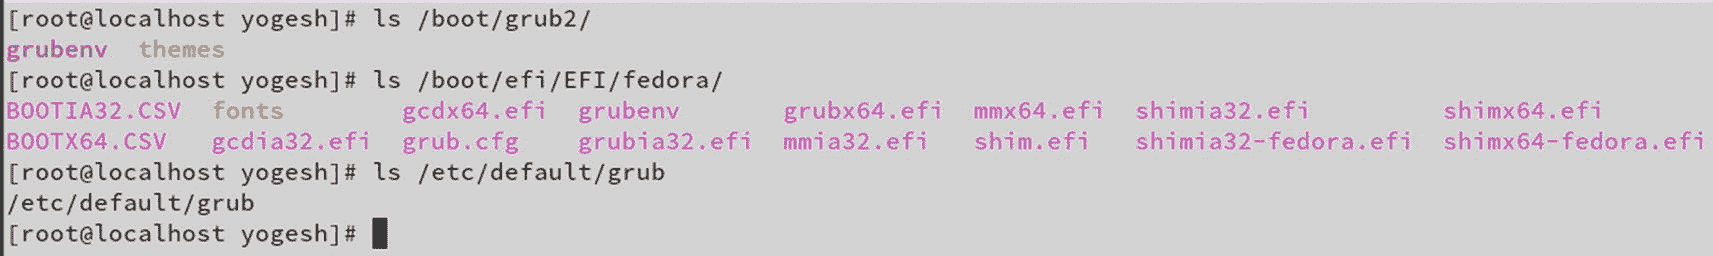 [root@localhost yogesh]# ls /boot/grub2/
grubenv  themes
[root@localhost yogesh]# ls /boot/efi/EFI/fedora/
BOOTIA32.CSV  fonts        gcdx64.efi  grubenv      grubx64.efi  mmx64.efi  shimia32.efi         shimx64.efi
BOOTX64.CSV   gcdia32.efi  grub.cfg    grubia32.efi  mmia32.efi   shim.efi   shimia32-fedora.efi  shimx64-fedora.efi
[root@localhost yogesh]# ls /etc/default/grub
/etc/default/grub
[root@localhost yogesh]#